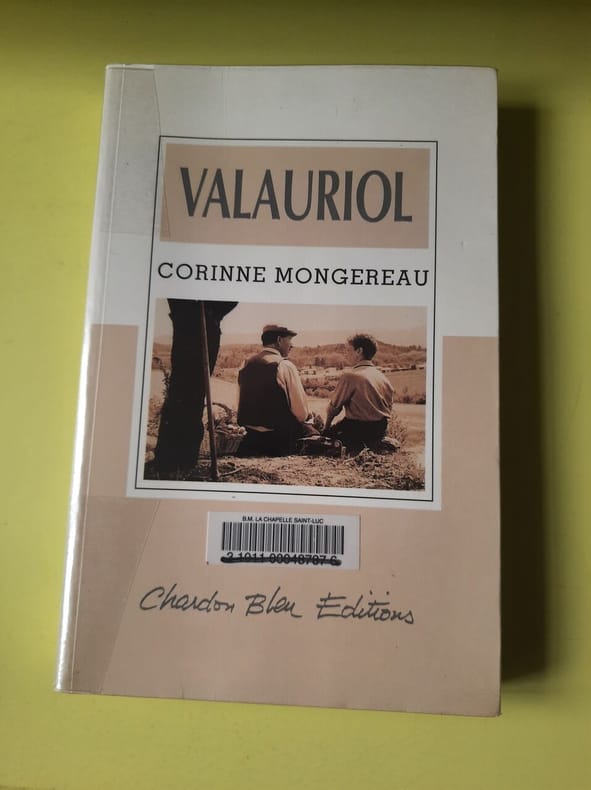 VALAURIOL
CORINNE MONGEREAU
B.M. LA CHAPELLE SAINT-LUC
Chardon Bleu Editions